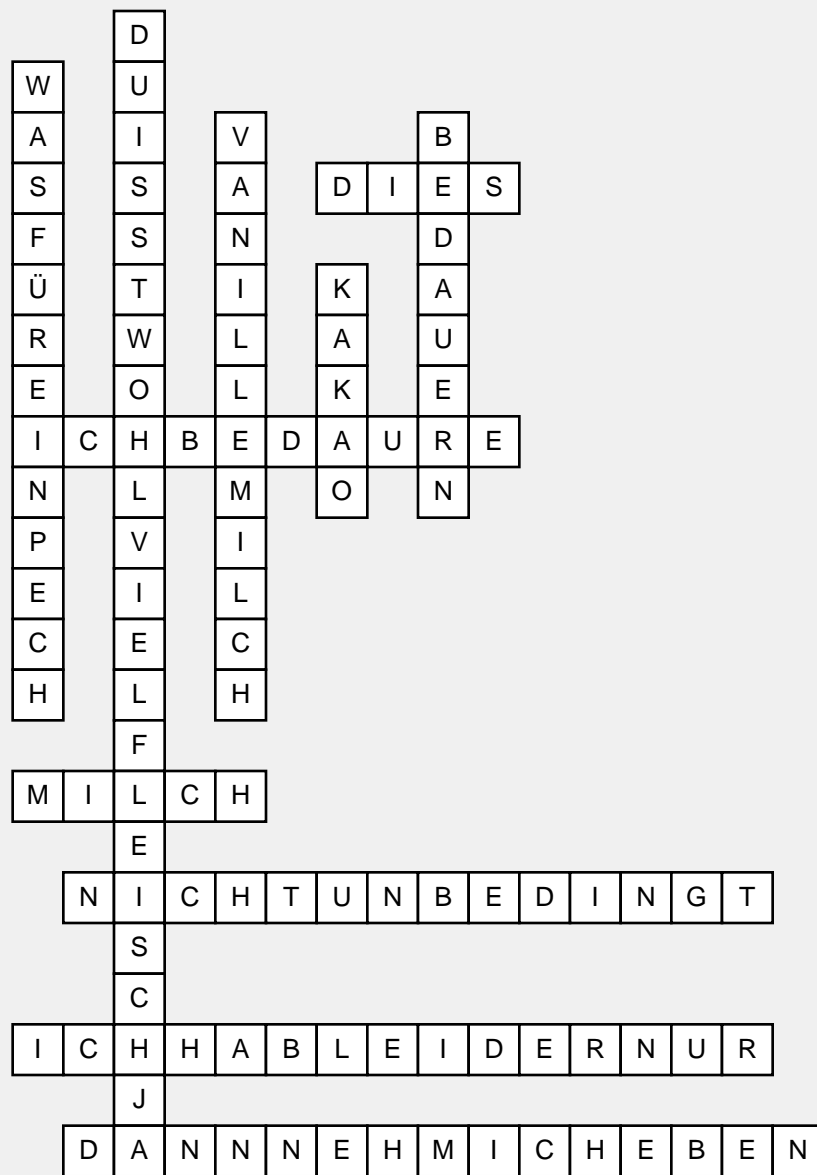 DUISSTWOHLVIELFLEISCHJA
WASFÜREINPECH
VANILLEMILCH
BEDAUERN
DIES
KAKAO
ICHBEDAURE
MILCH
NICHTUNBEDINGT
ICHHABLEIDERNUR
DANNNEHMICHEBEN